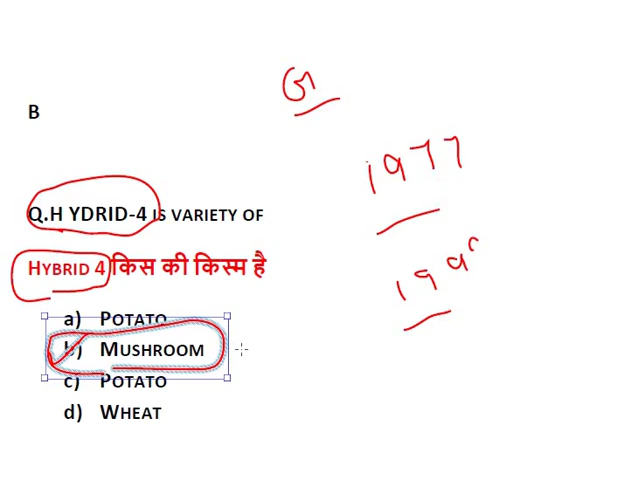 B
1977
Q.H YDRID-4 IS VARIETY OF
HYBRID 4 किस की किस्म है
a) POTATO
b) MUSHROOM
c) POTATO
d) WHEAT